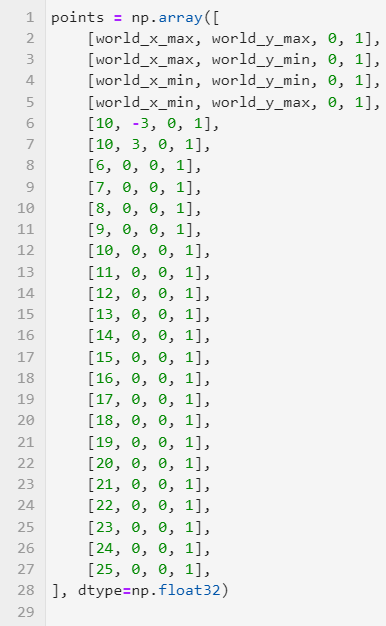 1 points = np.array([
2     [world_x_max, world_y_max, 0, 1],
3     [world_x_max, world_y_min, 0, 1],
4     [world_x_min, world_y_min, 0, 1],
5     [world_x_min, world_y_max, 0, 1],
6     [10, -3, 0, 1],
7     [10, 3, 0, 1],
8     [6, 0, 0, 1],
9     [7, 0, 0, 1],
10     [8, 0, 0, 1],
11     [9, 0, 0, 1],
12     [10, 0, 0, 1],
13     [11, 0, 0, 1],
14     [12, 0, 0, 1],
15     [13, 0, 0, 1],
16     [14, 0, 0, 1],
17     [15, 0, 0, 1],
18     [16, 0, 0, 1],
19     [17, 0, 0, 1],
20     [18, 0, 0, 1],
21     [19, 0, 0, 1],
22     [20, 0, 0, 1],
23     [21, 0, 0, 1],
24     [22, 0, 0, 1],
25     [23, 0, 0, 1],
26     [24, 0, 0, 1],
27     [25, 0, 0, 1],
28 ], dtype=np.float32)
29